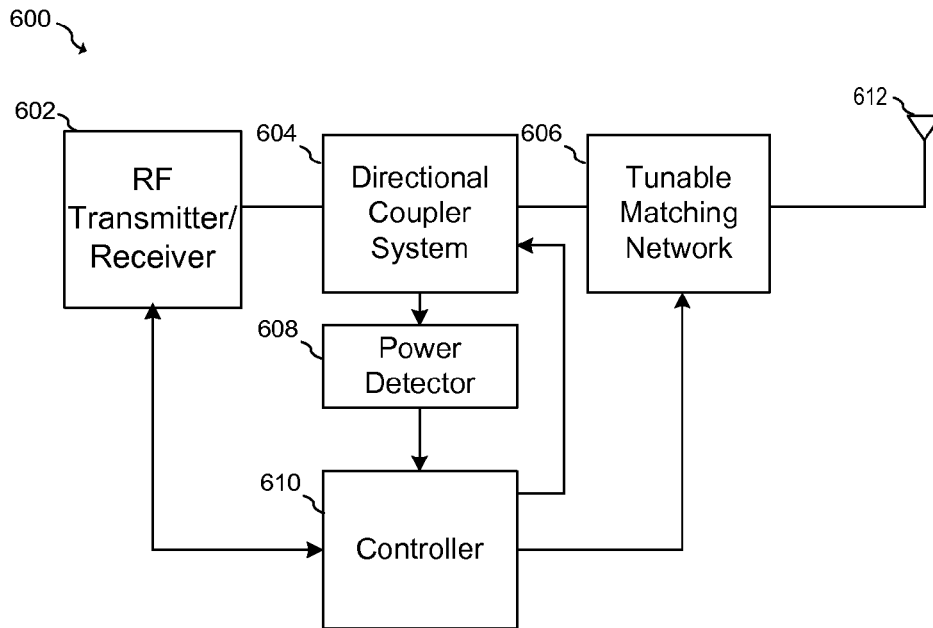 600
602
RF
Transmitter/
Receiver
604
Directional
Coupler
System
606
Tunable
Matching
Network
612
608
Power
Detector
610
Controller